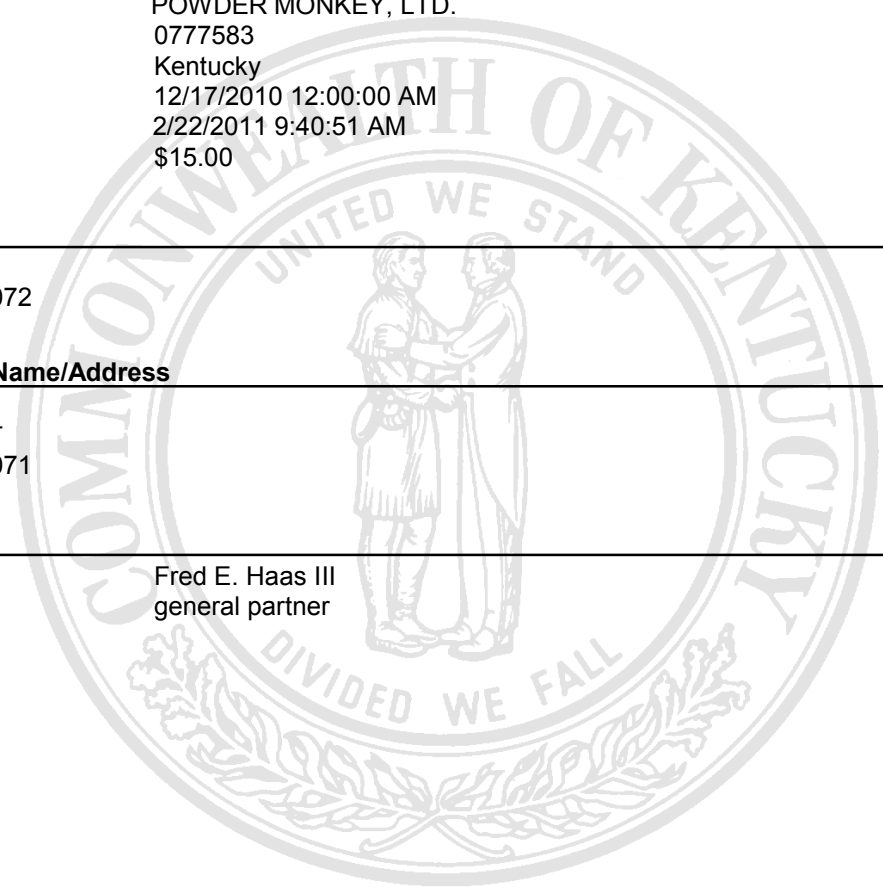 POWDER MONKEY, LTD.
0777583
Kentucky
12/17/2010 12:00:00 AM
2/22/2011 9:40:51 AM
$15.00
COMMONWEALTH OF KENTUCKY
UNITED WE STAND
072
Name/Address
071
Fred E. Haas III
general partner
DIVIDED WE FALL